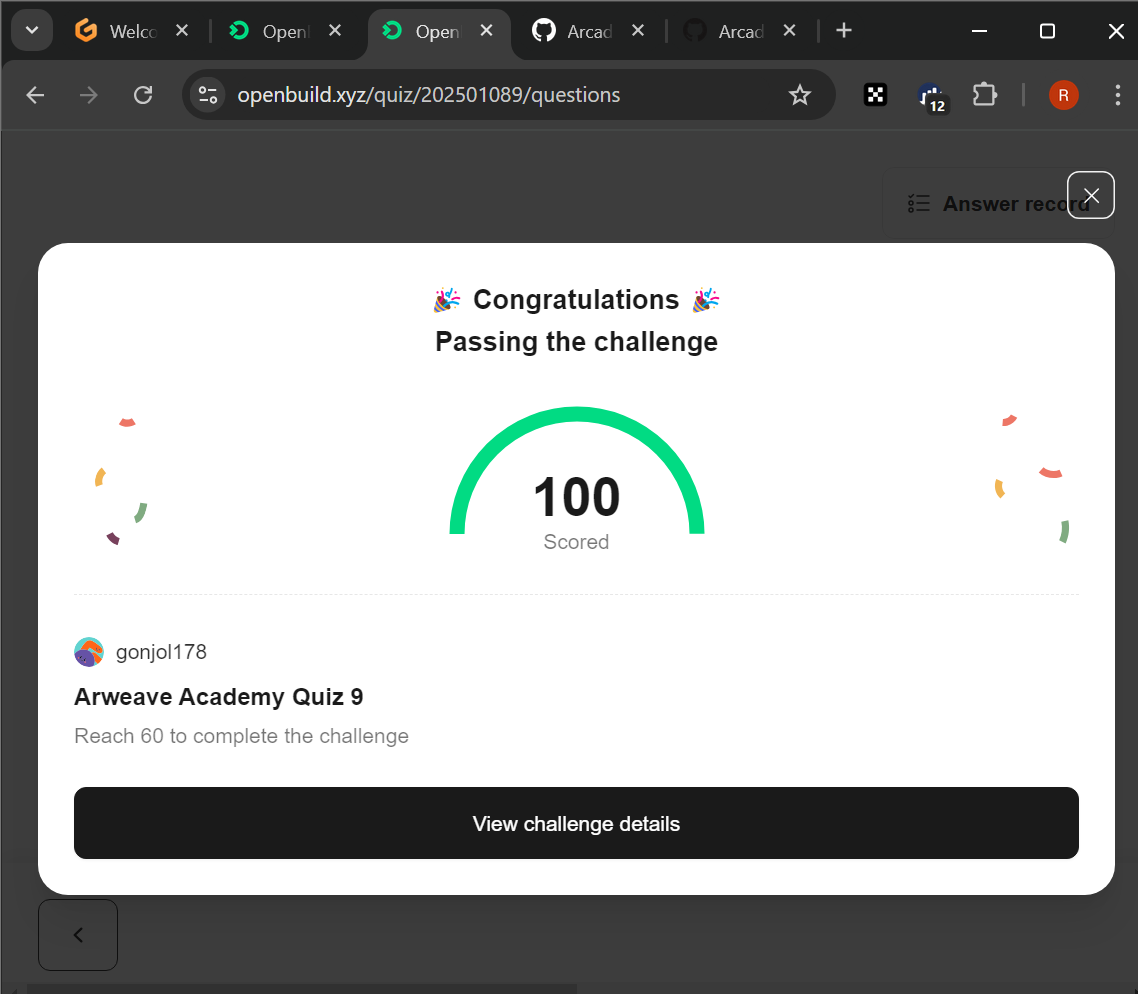 Welco
Openl
Open
Arcad
Arcad
openbuild.xyz/quiz/202501089/questions
12
R
Answer record
Congratulations
Passing the challenge
100
Scored
gonjol178
Arweave Academy Quiz 9
Reach 60 to complete the challenge
View challenge details